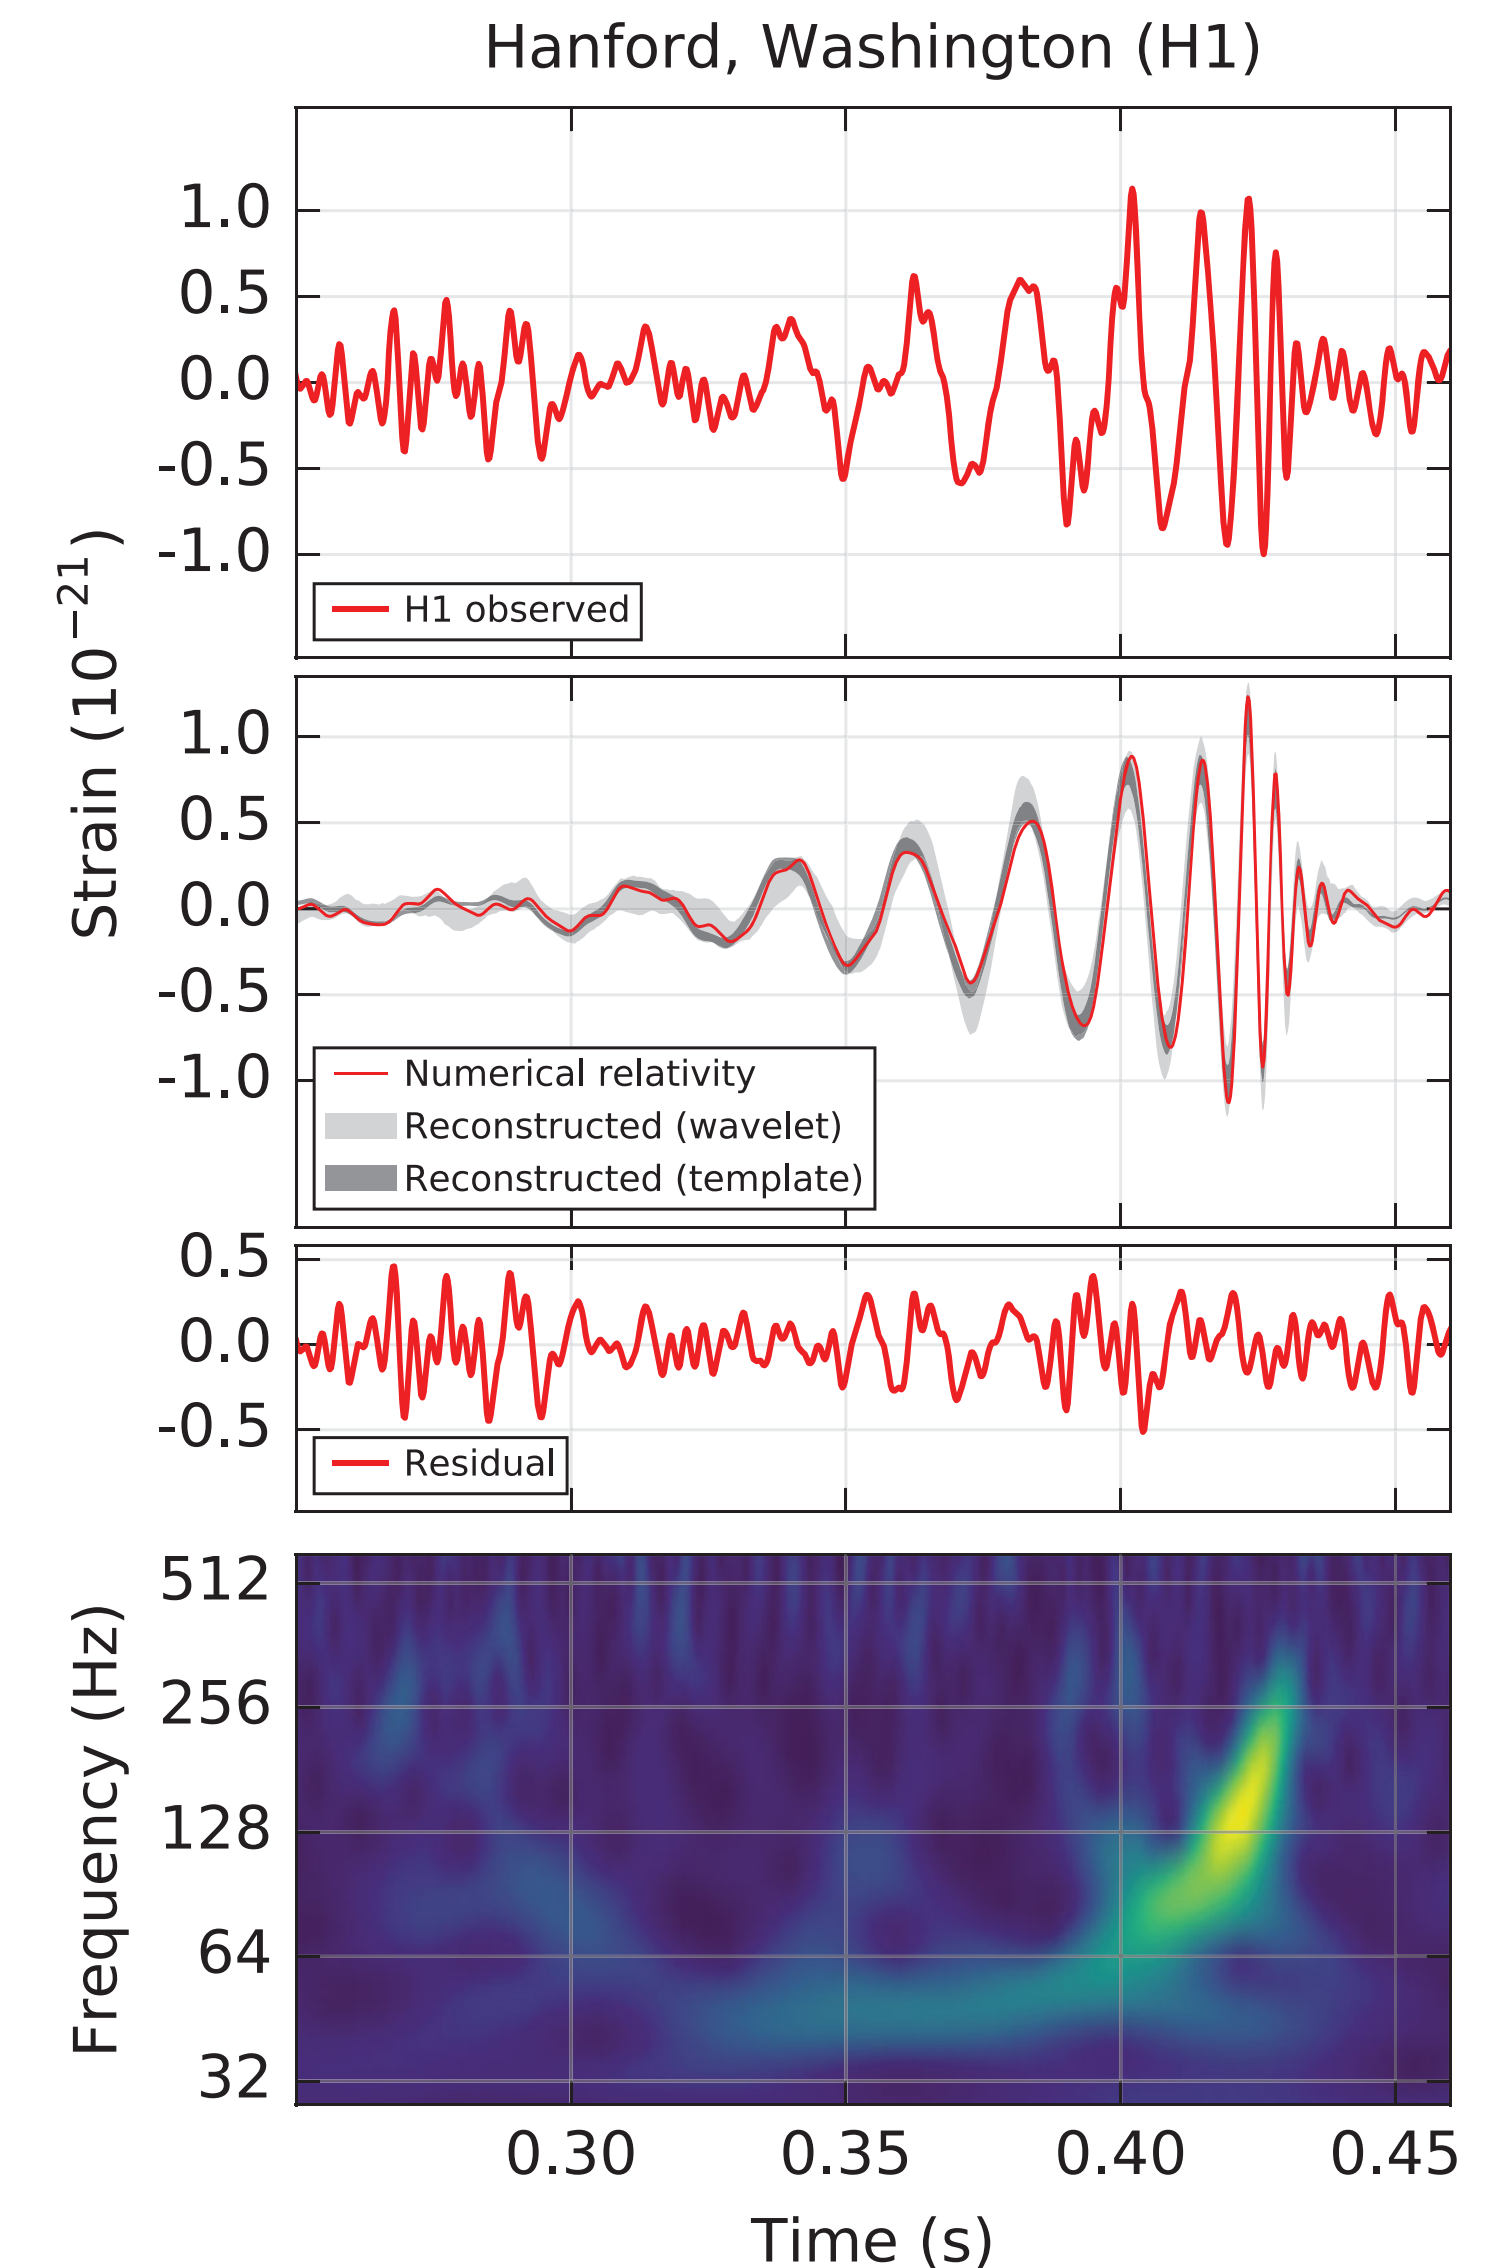 Hanford, Washington (H1)
1.0
0.5
0.0
-0.5
-1.0
H1 observed
Strain (10⁻²¹)
1.0
0.5
0.0
-0.5
-1.0
Numerical relativity
Reconstructed (wavelet)
Reconstructed (template)
0.5
0.0
-0.5
Residual
Frequency (Hz)
512
256
128
64
32
0.30 0.35 0.40 0.45
Time (s)